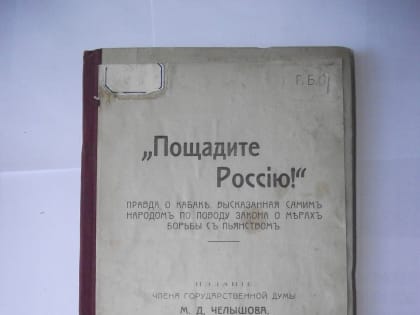 Г. Б.
„Пощадите
Россію!“
ПРАВДА О КАБАКѢ, ВЫСКАЗАННАЯ САМИМЪ
НАРОДОМЪ ПО ПОВОДУ ЗАКОНА О МѢРАХЪ
БОРЬБЫ СЪ ПЬЯНСТВОМЪ
ИЗДАНІЕ
ЧЛЕНА ГОСУДАРСТВЕННОЙ ДУМЫ
М. Д. ЧЕЛЫШОВА.